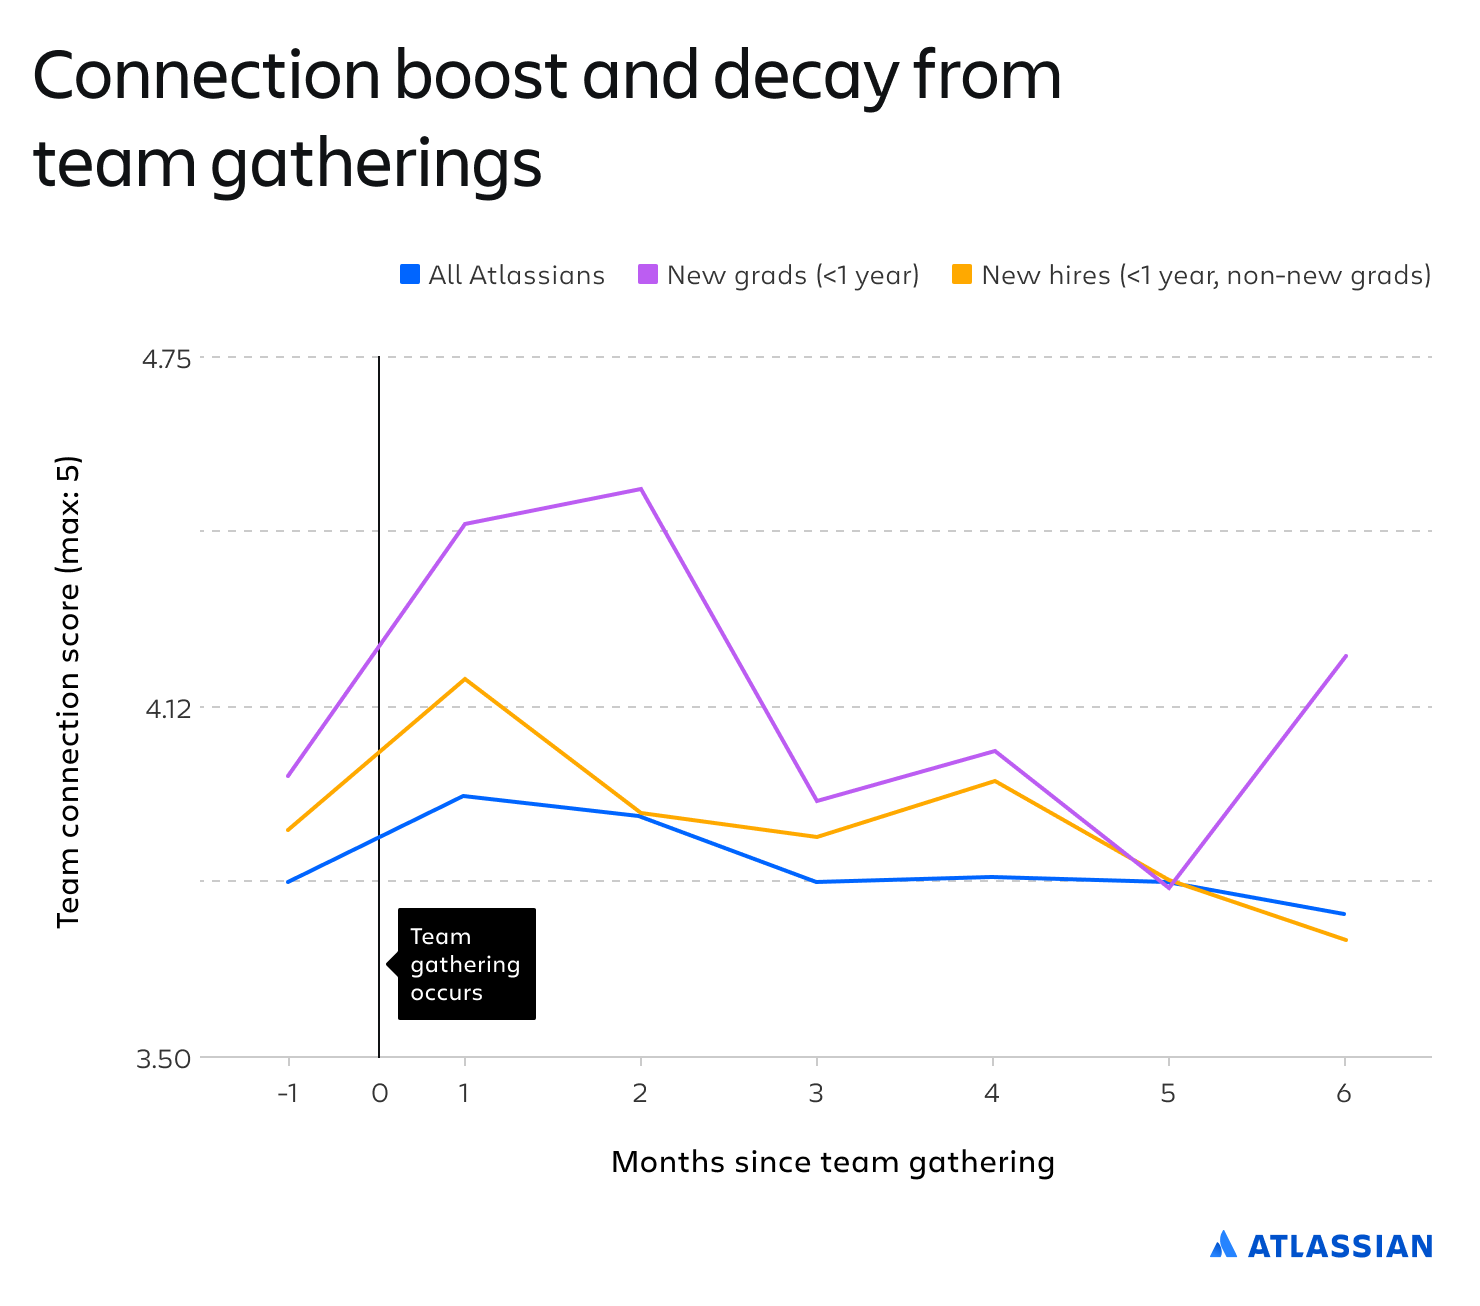 Connection boost and decay from
team gatherings
All Atlassians New grads (<1 year) New hires (<1 year, non-new grads)
4.75
4.12
3.50
Team connection score (max: 5)
Team
gathering
occurs
-1 0 1 2 3 4 5 6
Months since team gathering
ATLASSIAN